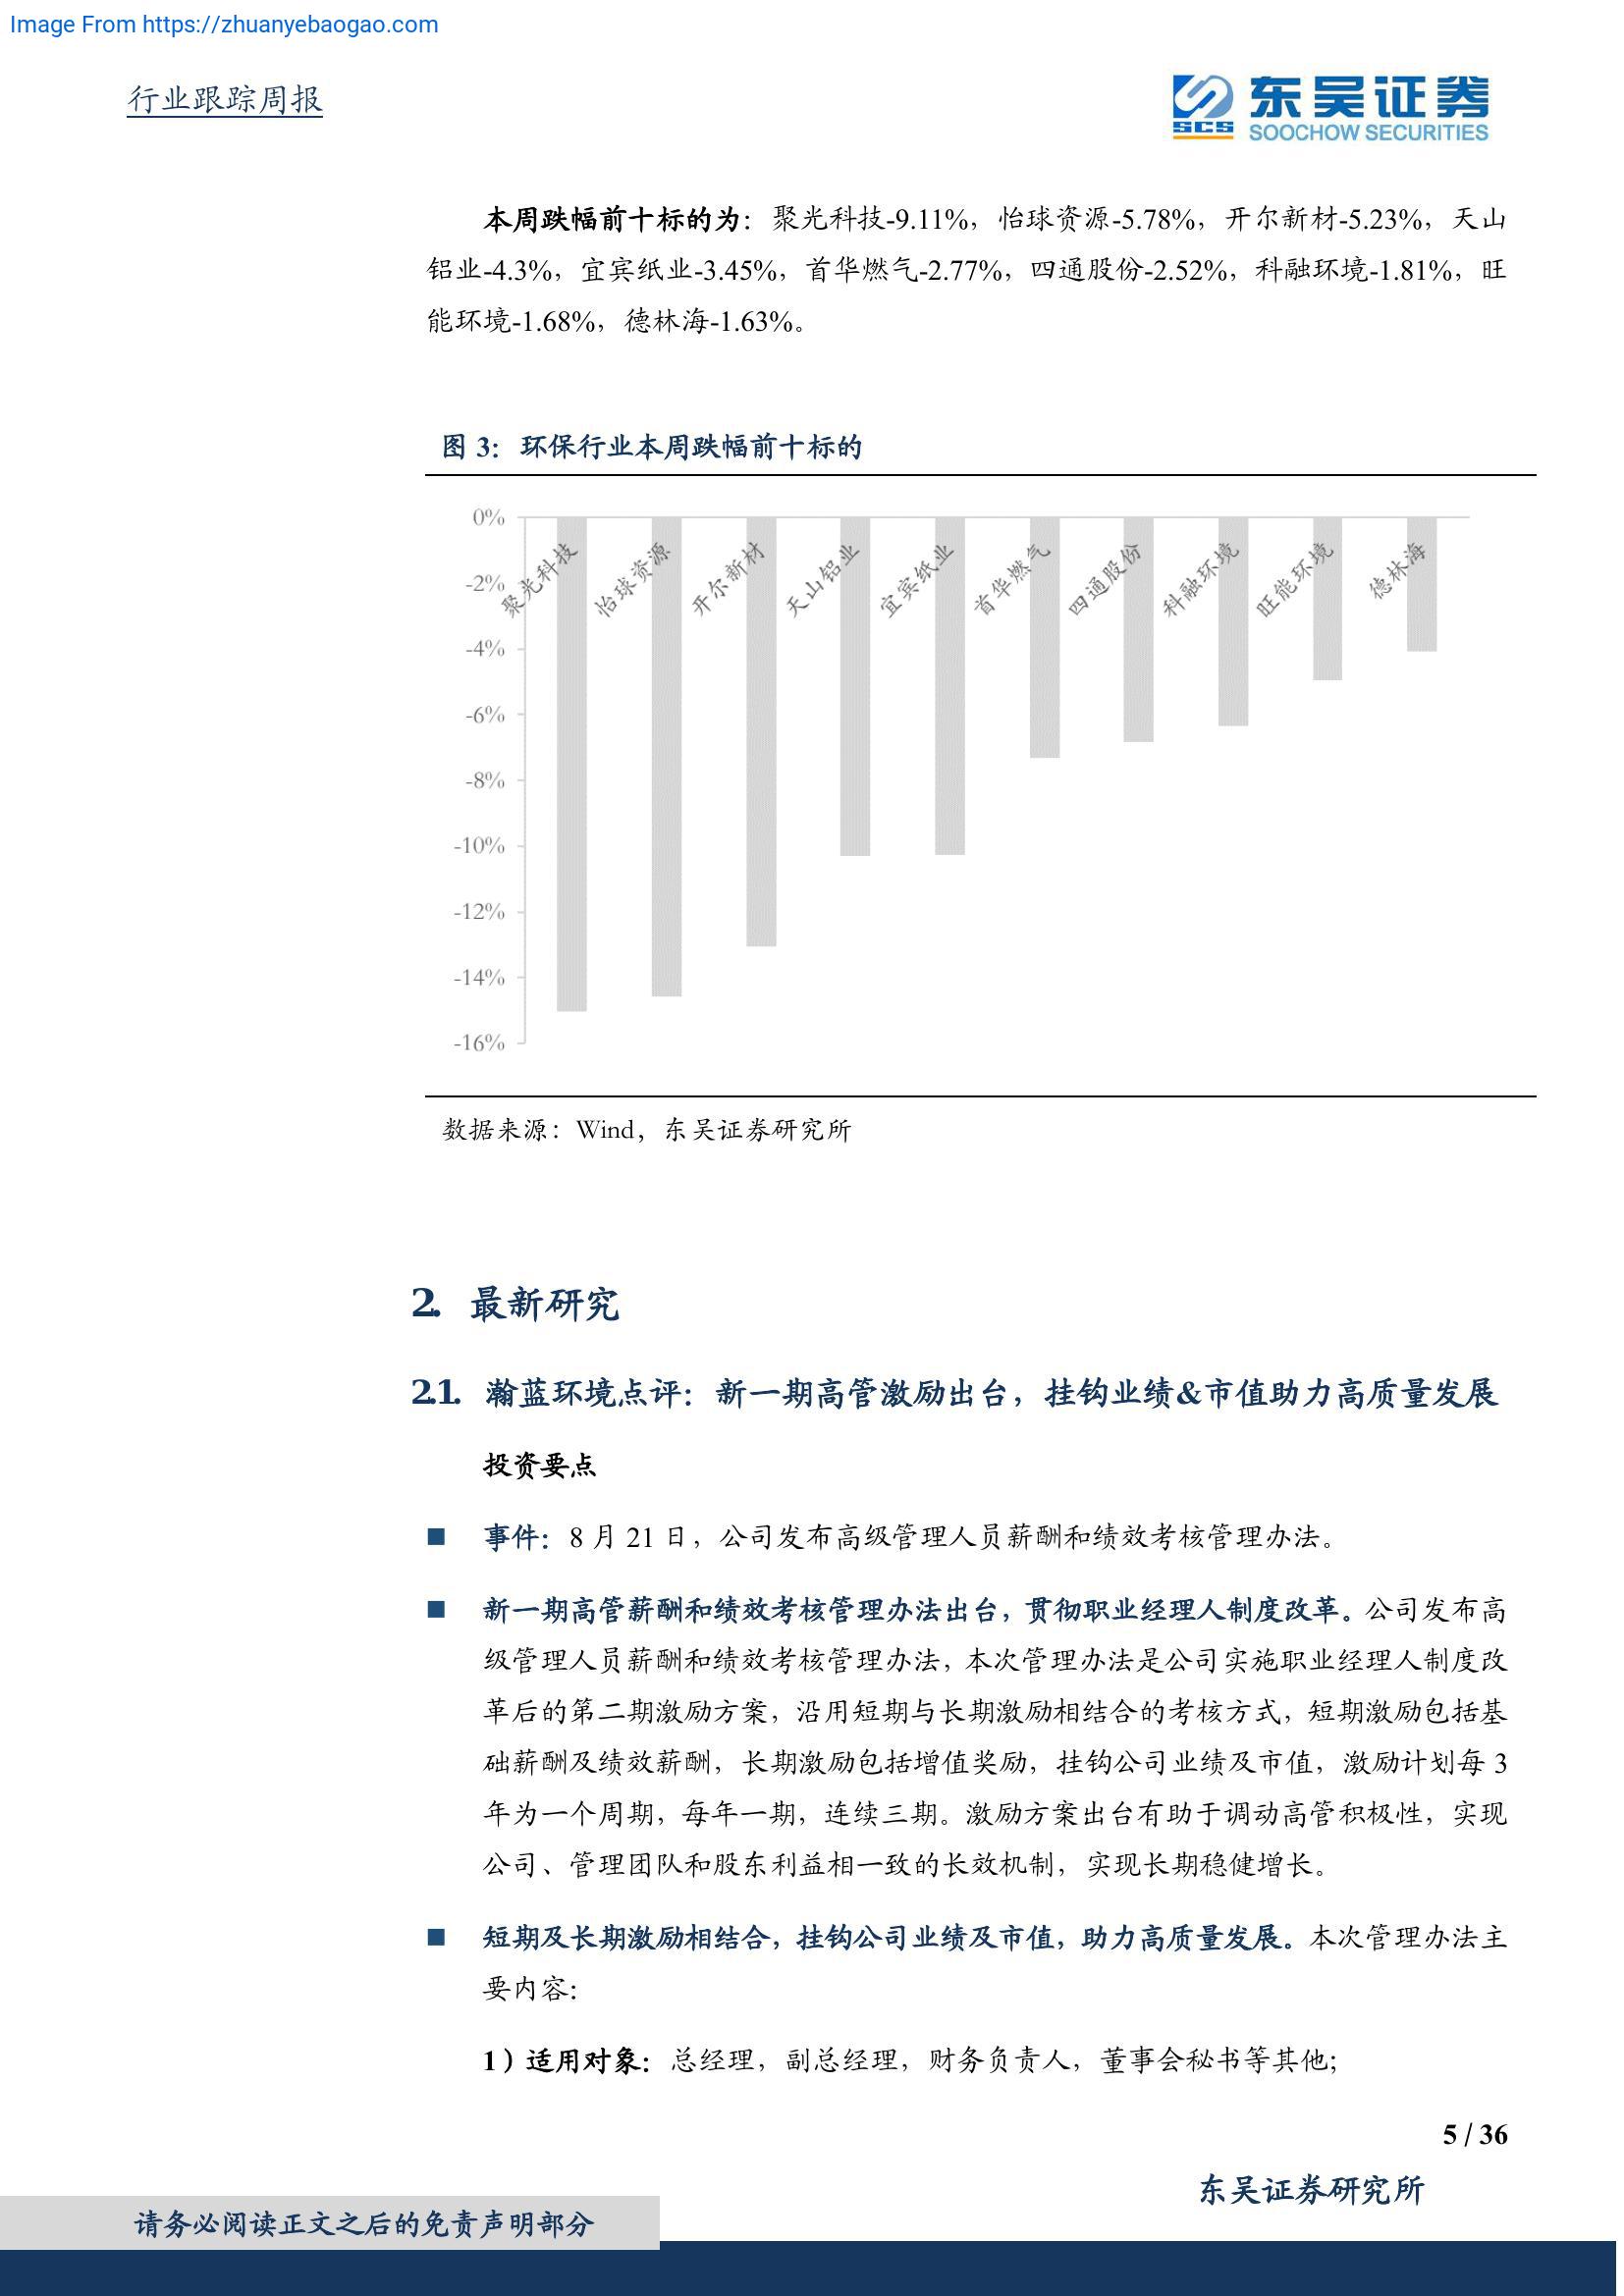 Image From https://zhuanyebaogao.com
行业跟踪周报
东吴证券
SCS
SOOCHOW SECURITIES
本周跌幅前十标的为：聚光科技-9.11%，怡球资源-5.78%，开尔新材-5.23%，天山
铝业-4.3%，宜宾纸业-3.45%，首华燃气-2.77%，四通股份-2.52%，科融环境-1.81%，旺
能环境-1.68%，德林海-1.63%。
图 3：环保行业本周跌幅前十标的
0%
-2%
-4%
-6%
-8%
-10%
-12%
-14%
-16%
聚光科技
怡球资源
开尔新材
天山铝业
宜宾纸业
首华燃气
四通股份
科融环境
旺能环境
德林海
数据来源：Wind，东吴证券研究所
2. 最新研究
2.1. 瀚蓝环境点评：新一期高管激励出台，挂钩业绩&市值助力高质量发展
投资要点
■ 事件：8 月 21 日，公司发布高级管理人员薪酬和绩效考核管理办法。
■ 新一期高管薪酬和绩效考核管理办法出台，贯彻职业经理人制度改革。公司发布高
级管理人员薪酬和绩效考核管理办法，本次管理办法是公司实施职业经理人制度改
革后的第二期激励方案，沿用短期与长期激励相结合的考核方式，短期激励包括基
础薪酬及绩效薪酬，长期激励包括增值奖励，挂钩公司业绩及市值，激励计划每 3
年为一个周期，每年一期，连续三期。激励方案出台有助于调动高管积极性，实现
公司、管理团队和股东利益相一致的长效机制，实现长期稳健增长。
■ 短期及长期激励相结合，挂钩公司业绩及市值，助力高质量发展。本次管理办法主
要内容：
1）适用对象：总经理，副总经理，财务负责人，董事会秘书等其他；
5 / 36
东吴证券研究所
请务必阅读正文之后的免责声明部分